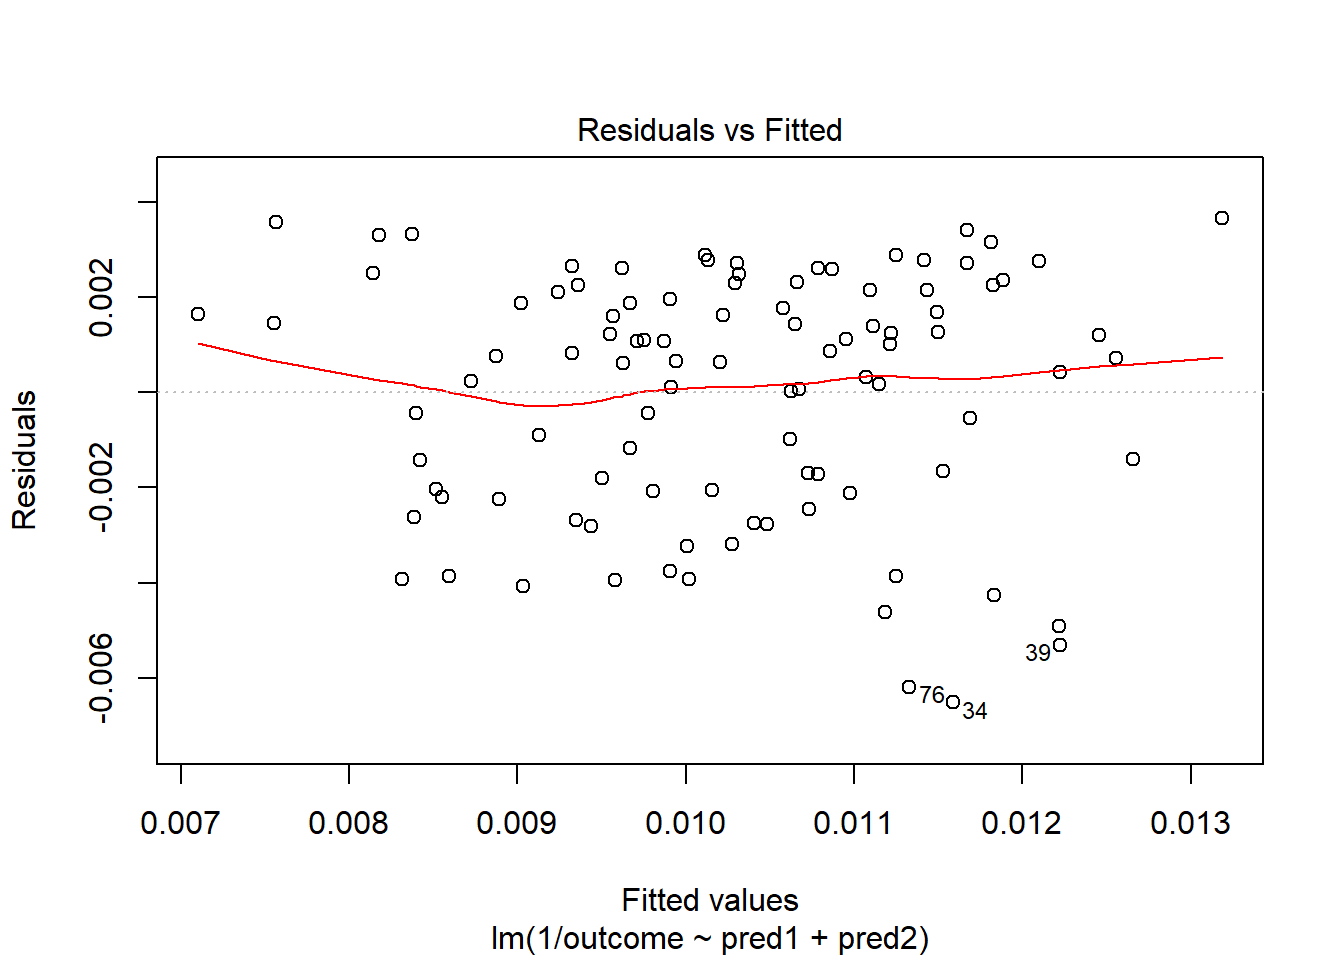 Residuals vs Fitted
Residuals
0.002
-0.002
-0.006
39
76
34
0.007 0.008 0.009 0.010 0.011 0.012 0.013
Fitted values
lm(1/outcome ~ pred1 + pred2)